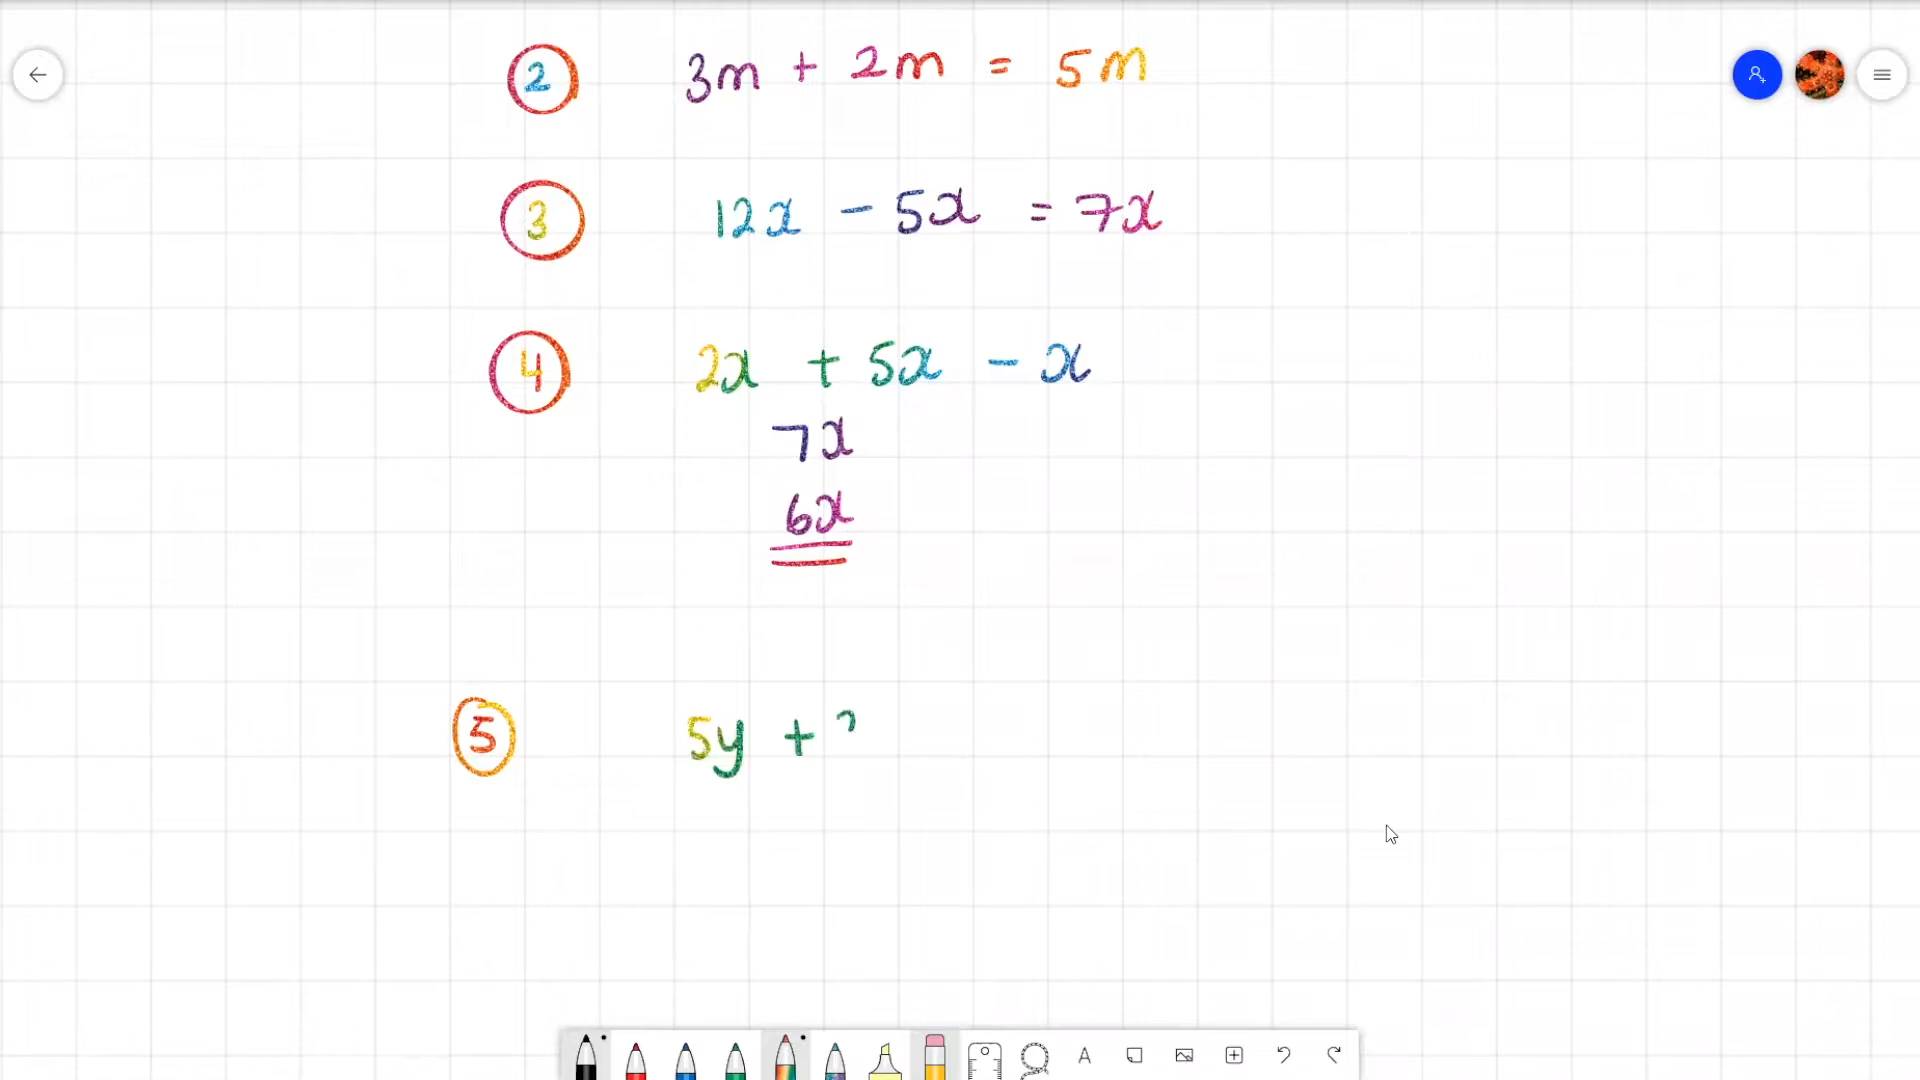 2 3m + 2m = 5m
3 12x - 5x = 7x
4 2x + 5x - x
7x
6x
5 5y +
A